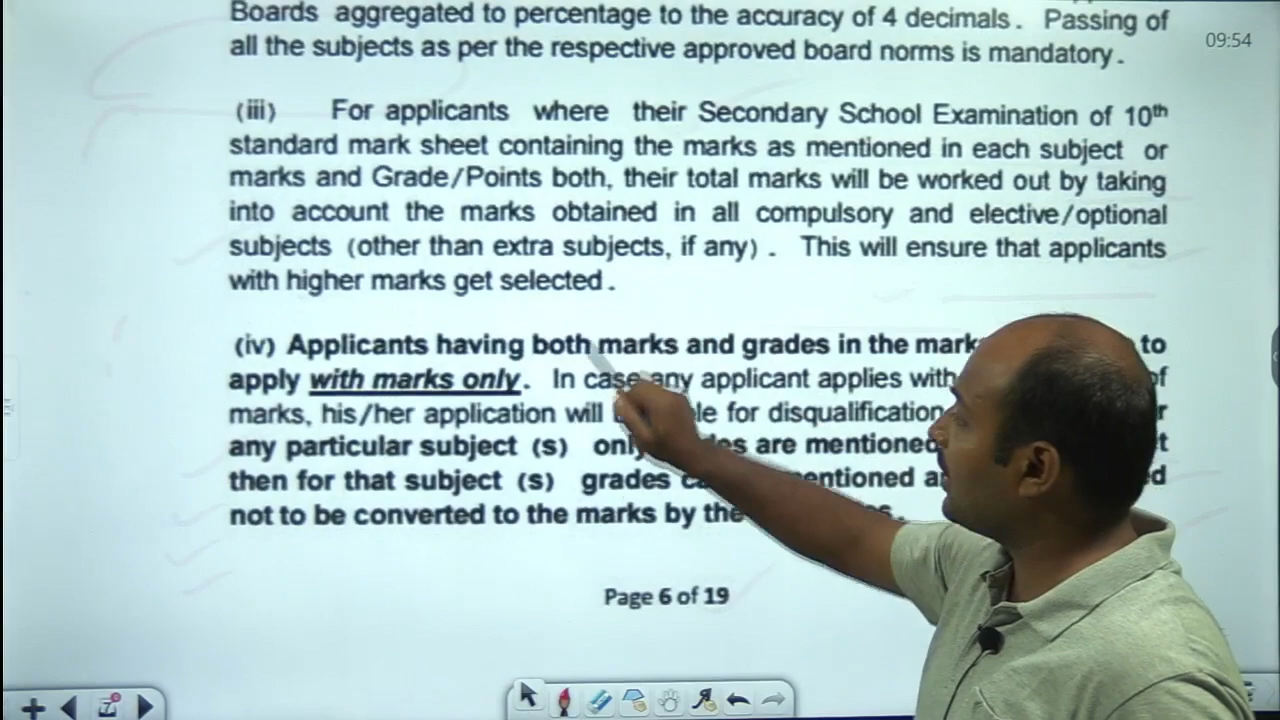 Boards aggregated to percentage to the accuracy of 4 decimals. Passing of
all the subjects as per the respective approved board norms is mandatory.
09:54
(iii) For applicants where their Secondary School Examination of 10th
standard mark sheet containing the marks as mentioned in each subject or
marks and Grade/Points both, their total marks will be worked out by taking
into account the marks obtained in all compulsory and elective/optional
subjects (other than extra subjects, if any). This will ensure that applicants
with higher marks get selected.
(iv) Applicants having both marks and grades in the mark to
apply with marks only. In case any applicant applies with of
marks, his/her application will for disqualification
any particular subject (s) are mentioned
then for that subject (s) grades
not to be converted to the marks by the
Page 6 of 19